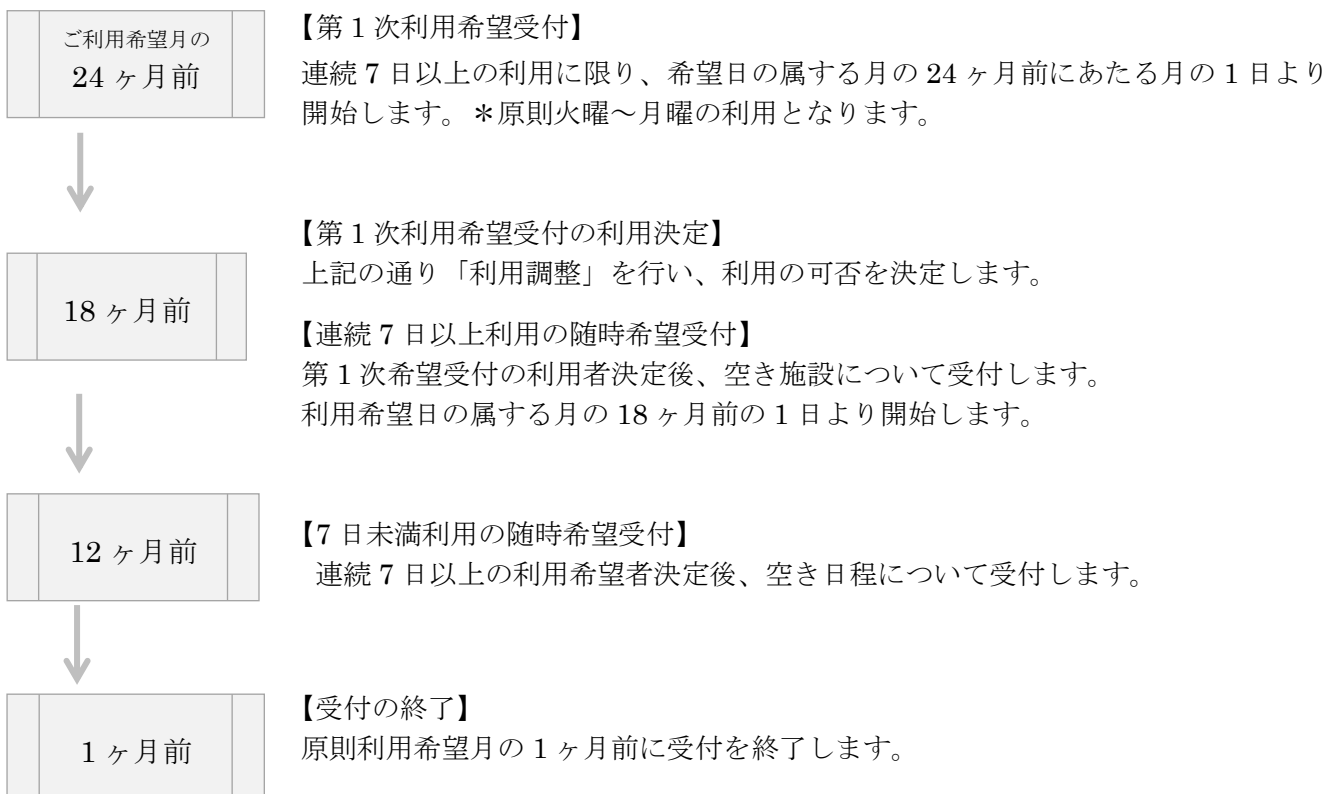 ご利用希望月の
24 ヶ月前
【第 1 次利用希望受付】
連続 7 日以上の利用に限り、希望日の属する月の 24 ヶ月前にあたる月の 1 日より
開始します。＊原則火曜～月曜の利用となります。
18 ヶ月前
【第 1 次利用希望受付の利用決定】
上記の通り「利用調整」を行い、利用の可否を決定します。
【連続 7 日以上利用の随時希望受付】
第 1 次希望受付の利用者決定後、空き施設について受付します。
利用希望日の属する月の 18 ヶ月前の 1 日より開始します。
12 ヶ月前
【7 日未満利用の随時希望受付】
連続 7 日以上の利用希望者決定後、空き日程について受付します。
1 ヶ月前
【受付の終了】
原則利用希望月の 1 ヶ月前に受付を終了します。